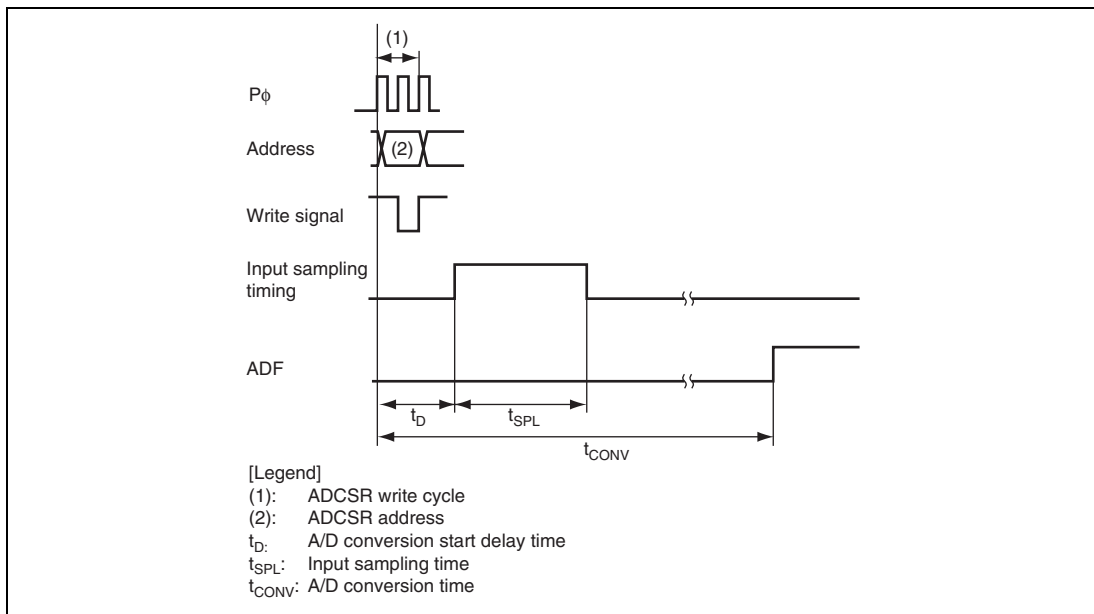 (1)
Pϕ
Address
(2)
Write signal
Input sampling
timing
ADF
tD
tSPL
tCONV
[Legend]
(1): ADCSR write cycle
(2): ADCSR address
tD: A/D conversion start delay time
tSPL: Input sampling time
tCONV: A/D conversion time